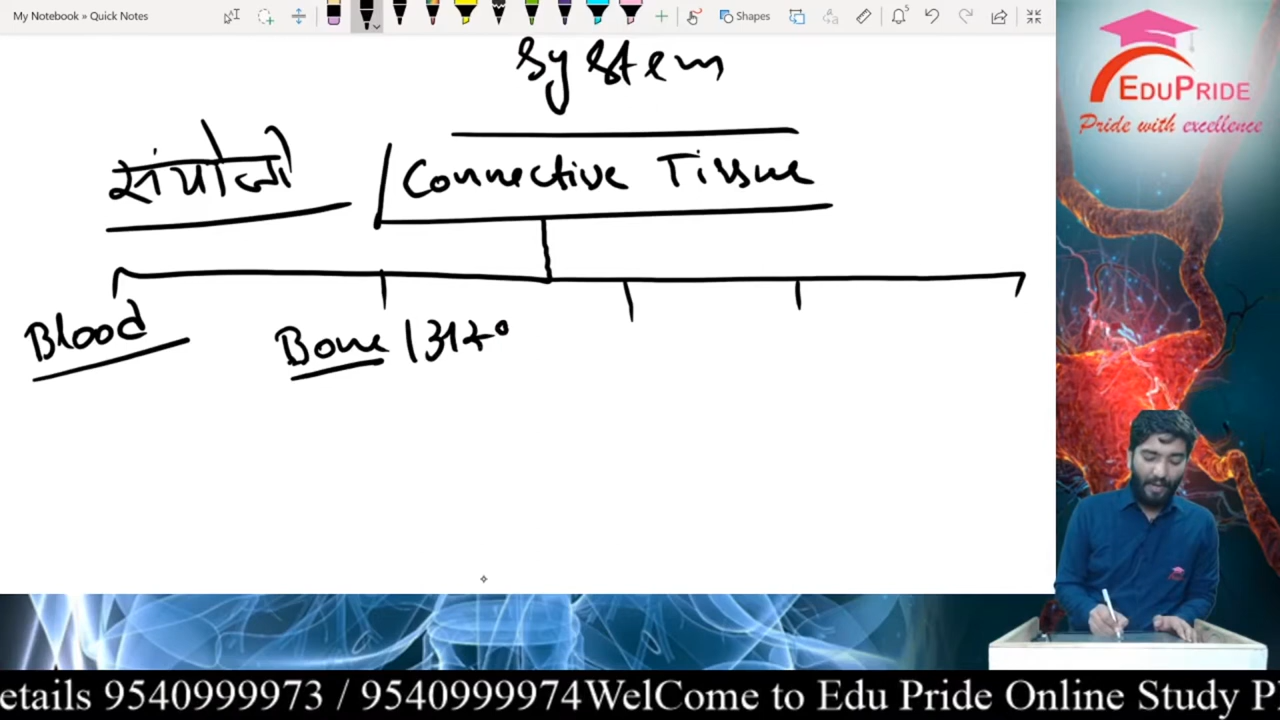 My Notebook » Quick Notes
Shapes
5
System
संयोजी
Connective Tissue
Blood
Bone
EDUPRIDE
Pride with excellence
etails 9540999973 / 9540999974WelCome to Edu Pride Online Study P